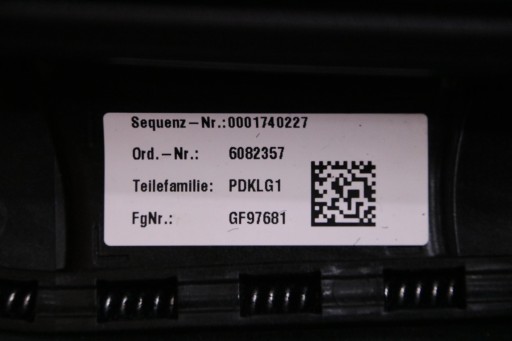 Sequenz-Nr.:0001740227
Ord.-Nr.: 6082357
Teilefamilie: PDKLG1
FgNr.: GF97681